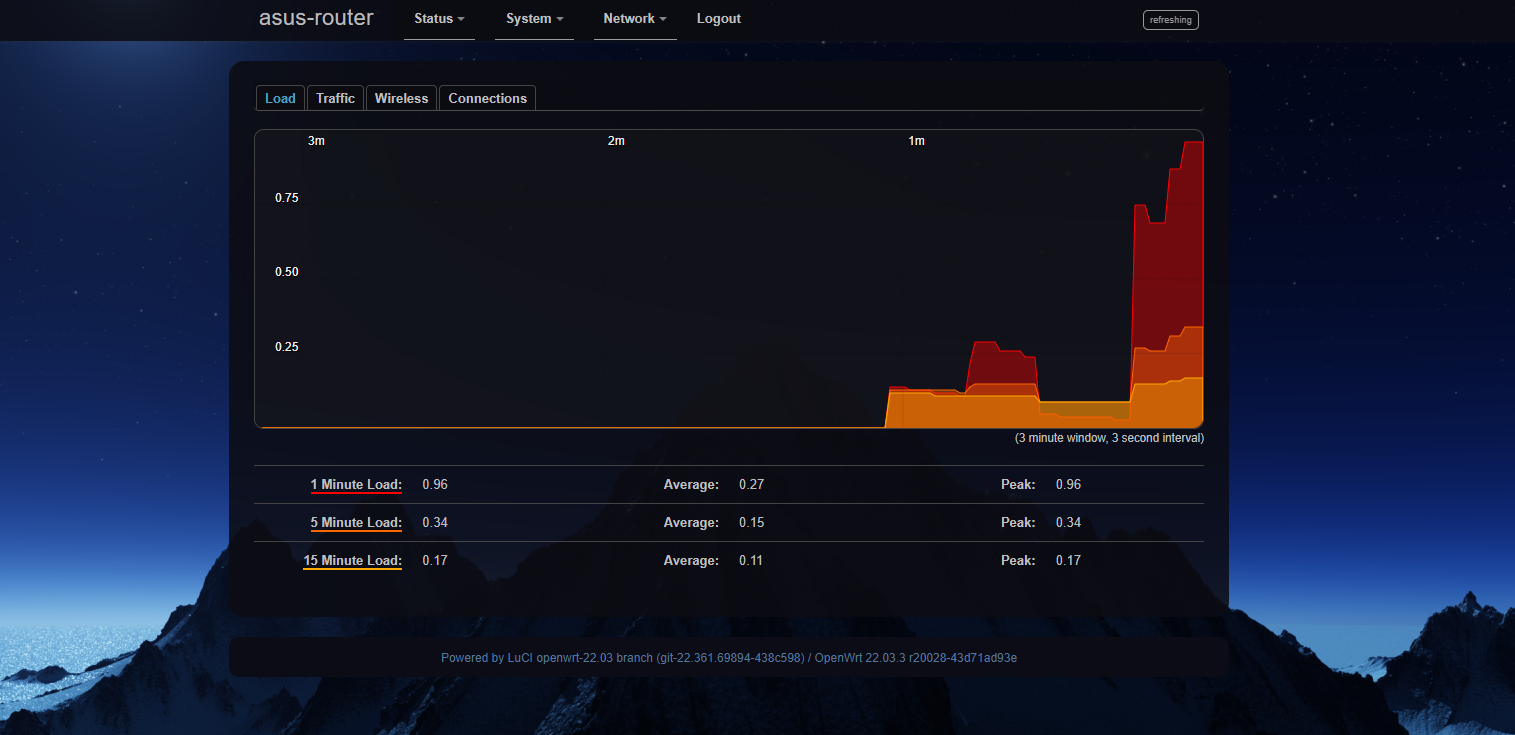 asus-router Status System Network Logout refreshing
Load Traffic Wireless Connections
3m 2m 1m
0.75
0.50
0.25
(3 minute window, 3 second interval)
1 Minute Load: 0.96 Average: 0.27 Peak: 0.96
5 Minute Load: 0.34 Average: 0.15 Peak: 0.34
15 Minute Load: 0.17 Average: 0.11 Peak: 0.17
Powered by LuCI openwrt-22.03 branch (git-22.361.69894-438c598) / OpenWrt 22.03.3 r20028-43d71ad93e